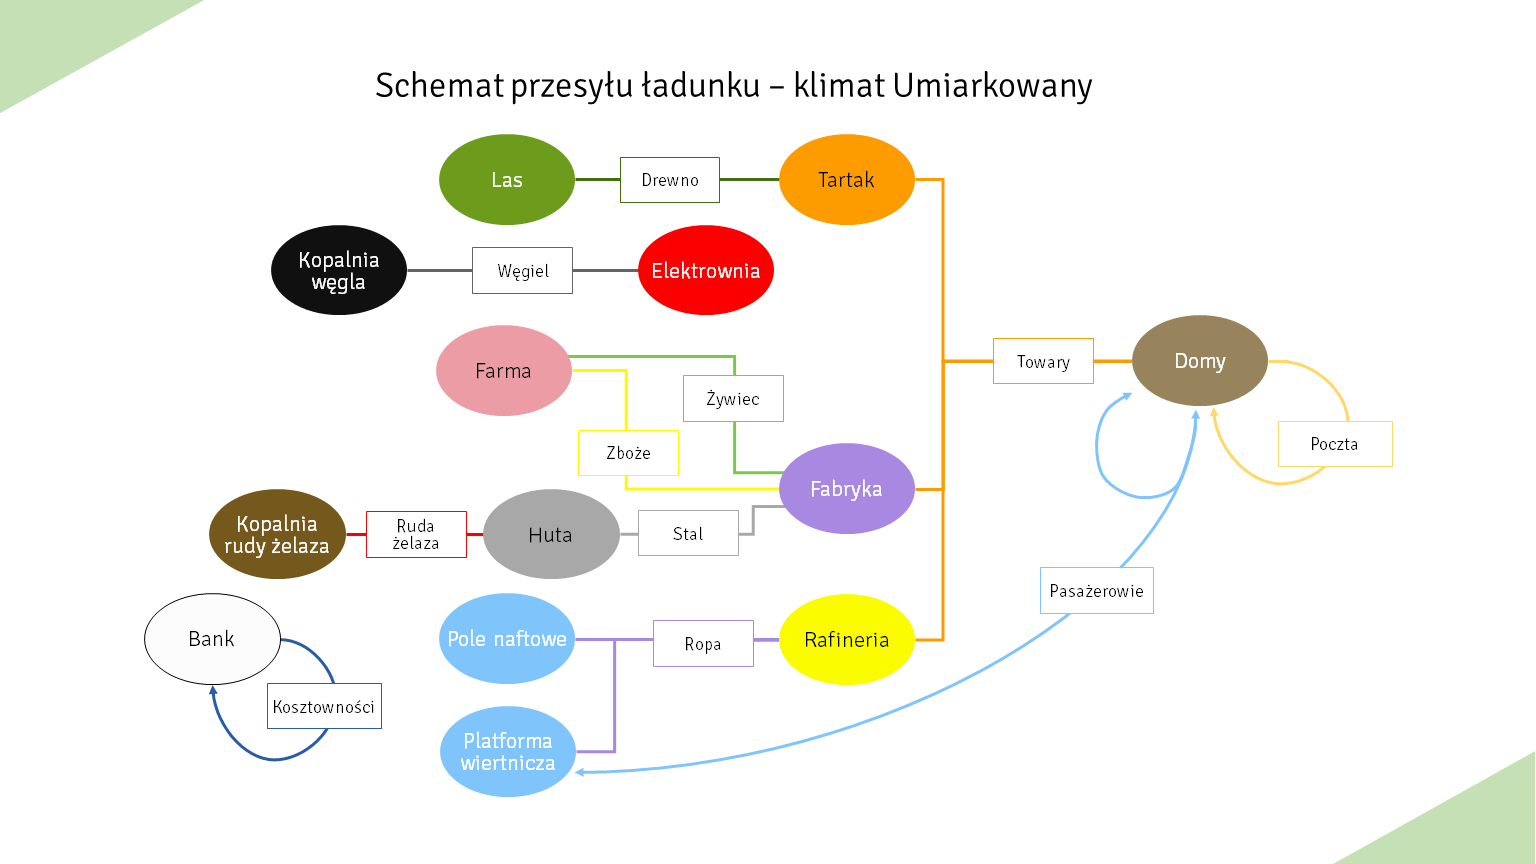 Schemat przesyłu ładunku – klimat Umiarkowany
Las
Drewno
Tartak
Kopalnia
węgla
Węgiel
Elektrownia
Farma
Żywiec
Zboże
Towary
Domy
Poczta
Fabryka
Kopalnia
rudy żelaza
Ruda
żelaza
Huta
Stal
Pasażerowie
Bank
Kosztowności
Pole naftowe
Ropa
Rafineria
Platforma
wiertnicza